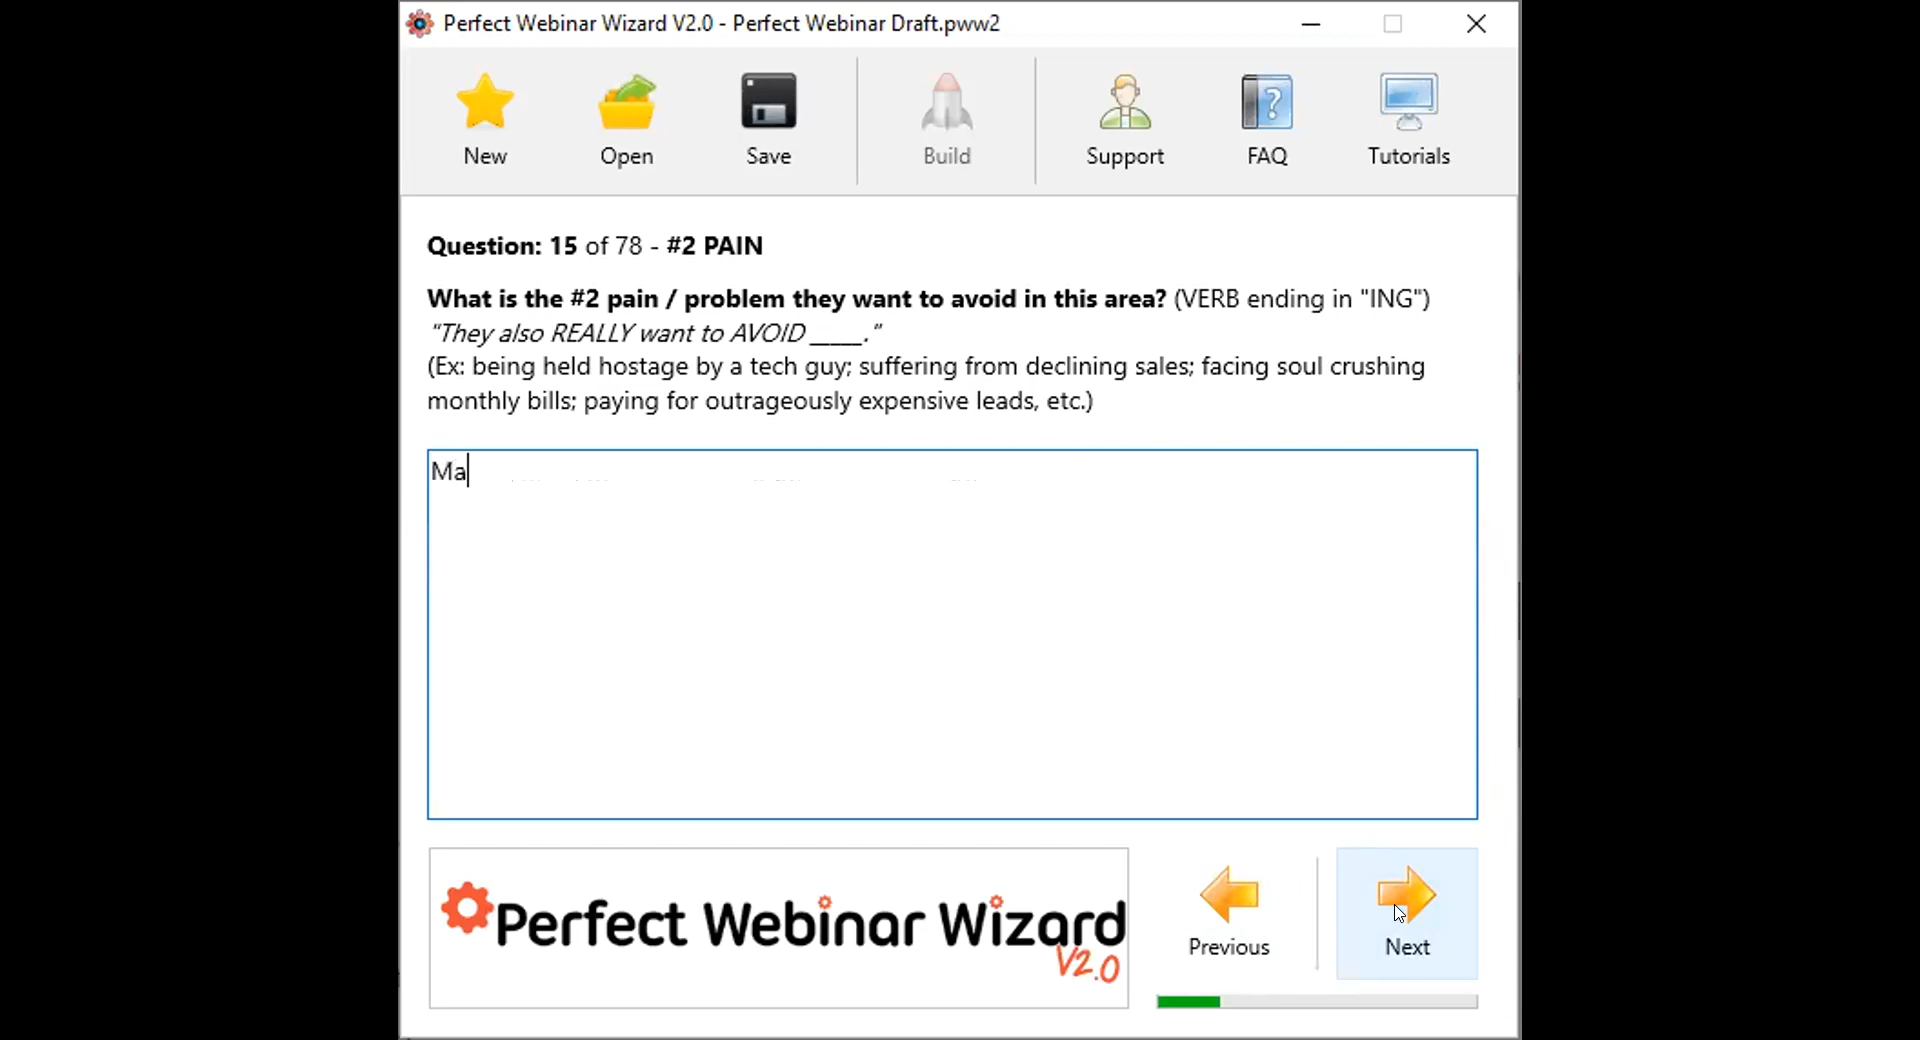 Perfect Webinar Wizard V2.0 - Perfect Webinar Draft.pww2
New Open Save Build Support FAQ Tutorials
Question: 15 of 78 - #2 PAIN
What is the #2 pain / problem they want to avoid in this area? (VERB ending in "ING")
"They also REALLY want to AVOID _____."
(Ex: being held hostage by a tech guy; suffering from declining sales; facing soul crushing
monthly bills; paying for outrageously expensive leads, etc.)
Ma
Perfect Webinar Wizard
V2.0
Previous Next